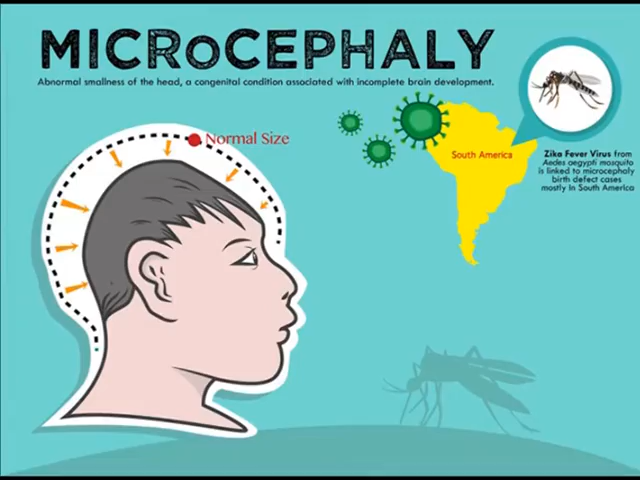 MICROCEPHALY
Abnormal smallness of the head, a congenital condition associated with incomplete brain development.
Normal Size
South America
Zika Fever Virus from
Aedes aegypti mosquito
is linked to microcephaly
birth defect cases
mostly In South America